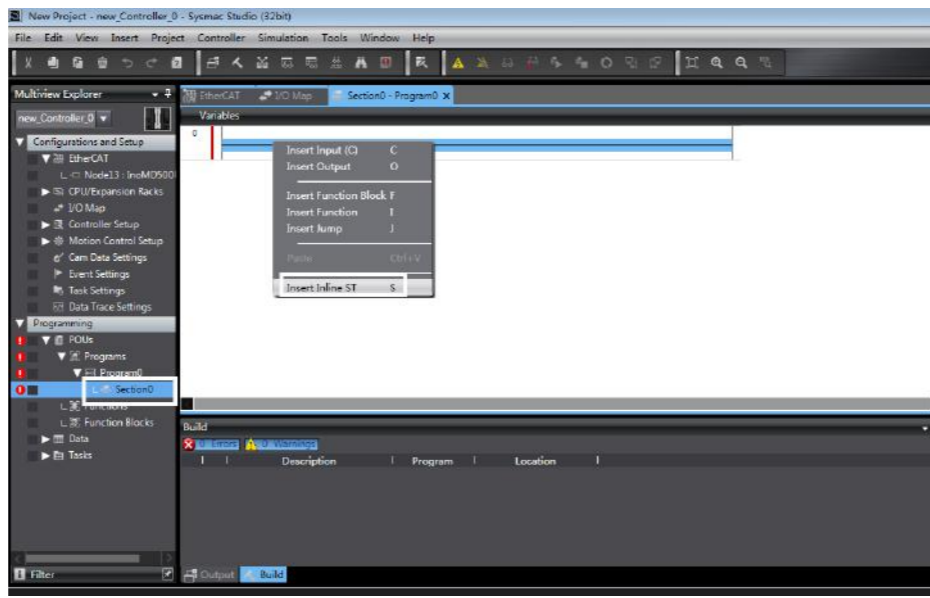 New Project - new_Controller_0 - Sysmac Studio (32bit)
File Edit View Insert Project Controller Simulation Tools Window Help
Multiview Explorer
EtherCAT I/O Map Section0 - Program0 x
new_Controller_0
Variables
0
Configurations and Setup
EtherCAT
Node13 : InoMD500
CPU/Expansion Racks
I/O Map
Controller Setup
Motion Control Setup
Cam Data Settings
Event Settings
Task Settings
Data Trace Settings
Programming
POUs
Programs
Program0
Section0
Functions
Function Blocks
Data
Tasks
Filter
Insert Input (C) C
Insert Output O
Insert Function Block F
Insert Function I
Insert Jump J
Paste Ctrl+V
Insert Inline ST S
Build
0 Errors 0 Warnings
Description Program Location
Output Build